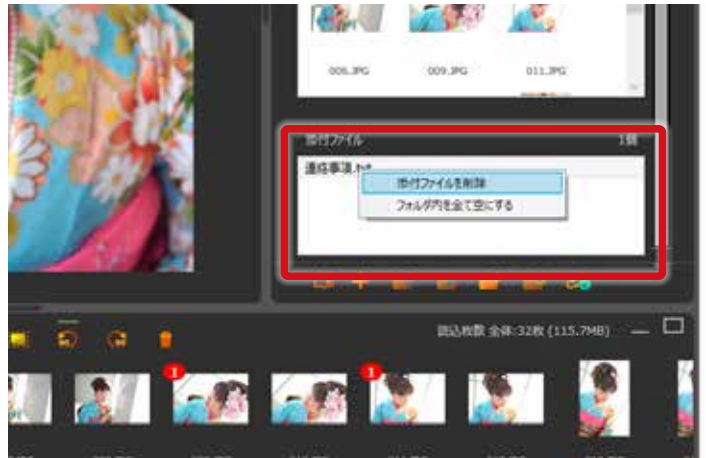 006.JPG 009.JPG 011.JPG
添付ファイル 1個
連絡事項.txt
添付ファイルを削除
フォルダ内を全て空にする
読込枚数 全体:32枚 (115.7MB)
1 1